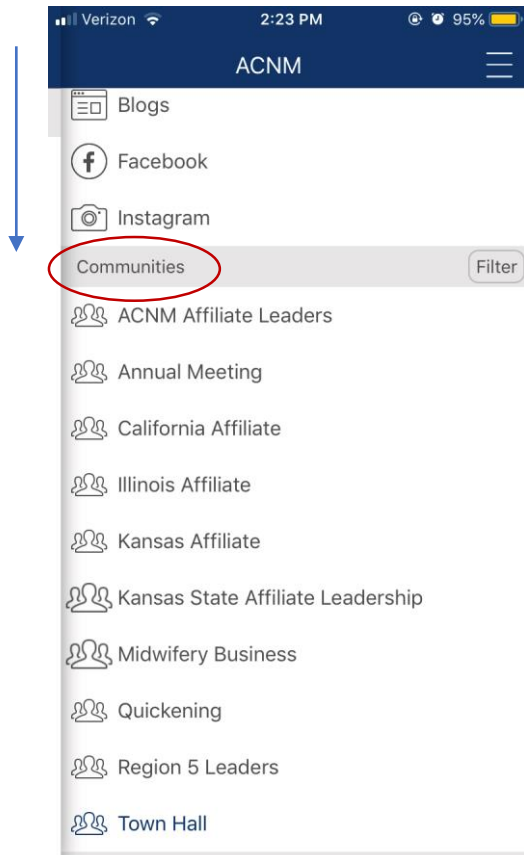 Verizon 2:23 PM 95%
ACNM
Blogs
Facebook
Instagram
Communities Filter
ACNM Affiliate Leaders
Annual Meeting
California Affiliate
Illinois Affiliate
Kansas Affiliate
Kansas State Affiliate Leadership
Midwifery Business
Quickening
Region 5 Leaders
Town Hall